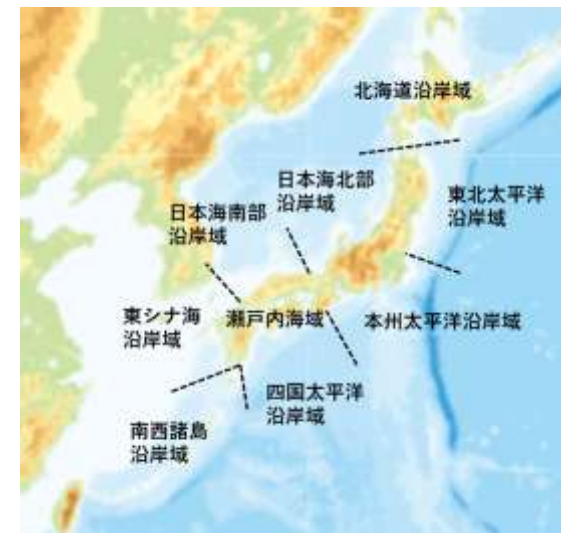 北海道沿岸域
日本海北部
沿岸域
東北太平洋
沿岸域
日本海南部
沿岸域
東シナ海
沿岸域
瀬戸内海域
本州太平洋沿岸域
四国太平洋
沿岸域
南西諸島
沿岸域